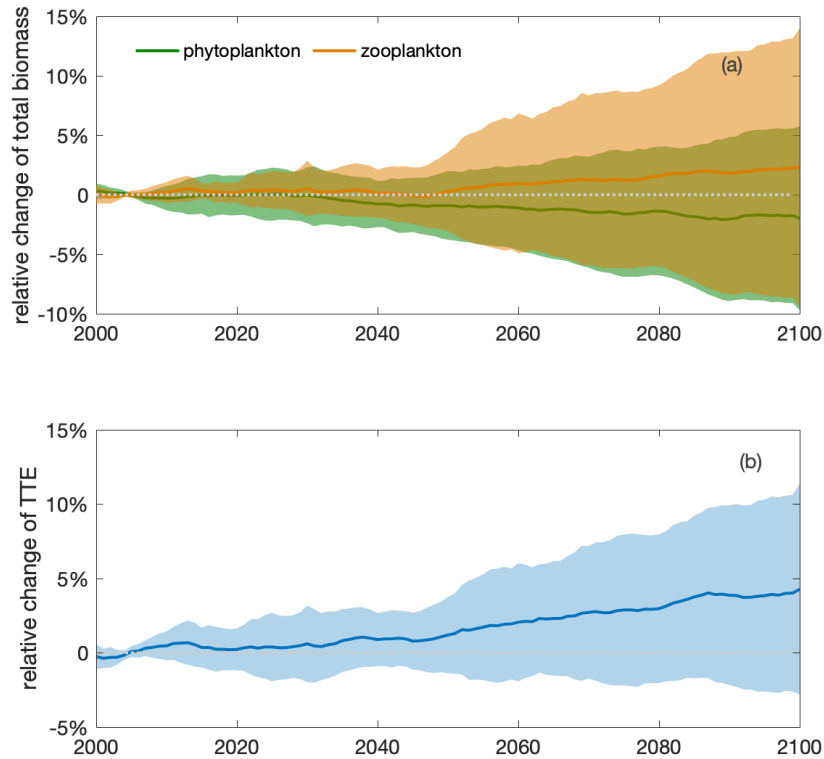 relative change of total biomass
15%
10%
5%
0
-5%
-10%
phytoplankton zooplankton
(a)
2000 2020 2040 2060 2080 2100
relative change of TTE
15%
10%
5%
0
-5%
(b)
2000 2020 2040 2060 2080 2100